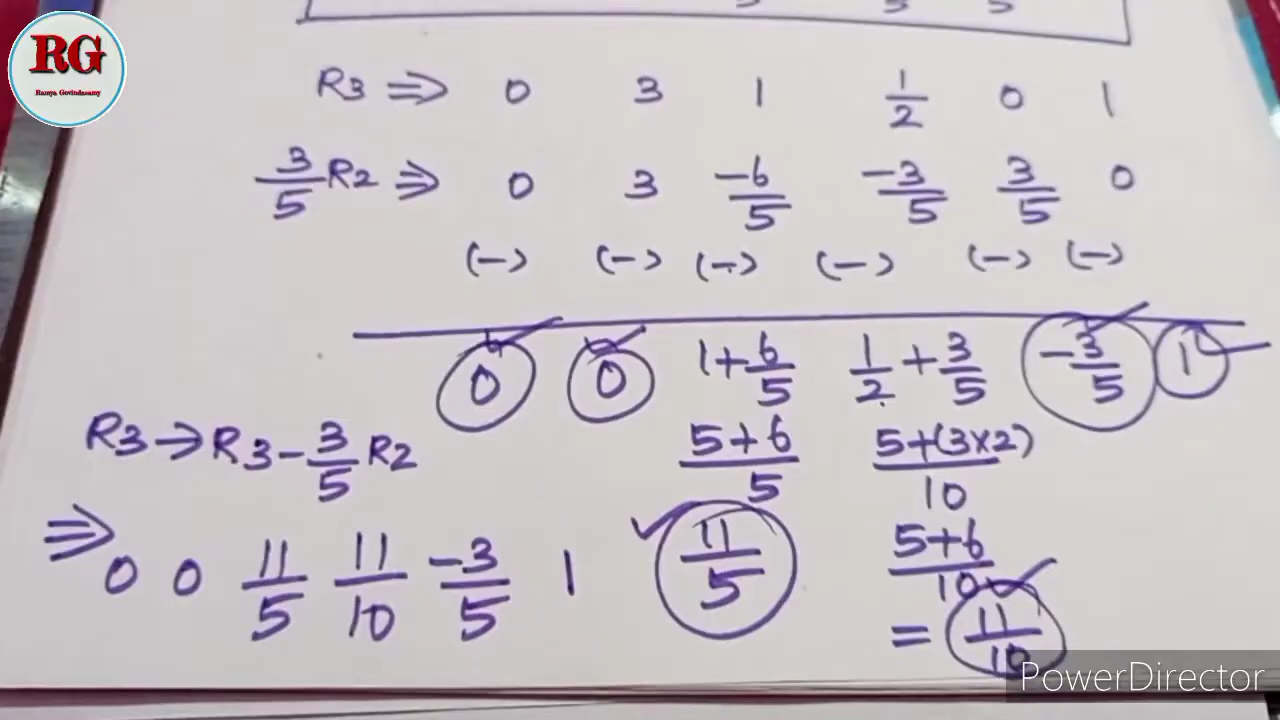 RG
Ramya Govindasamy
R3 ⇒ 0 3 1 1/2 0 1
3/5 R2 ⇒ 0 3 -6/5 -3/5 3/5 0
(-) (-) (-) (-) (-) (-)
0 0 1+6/5 1/2+3/5 -3/5 1
R3→R3-3/5 R2
5+6/5 5+(3×2)/10
5+6/10
⇒ 0 0 11/5 11/10 -3/5 1
11/5
= 11/10
PowerDirector